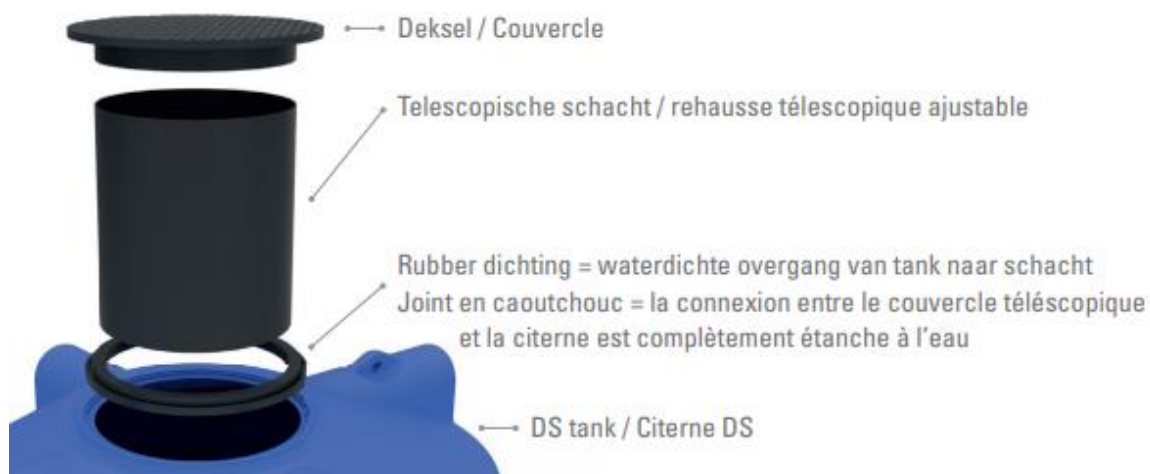 Deksel / Couvercle
Telescopische schacht / rehausse télescopique ajustable
Rubber dichting = waterdichte overgang van tank naar schacht
Joint en caoutchouc = la connexion entre le couvercle téléscopique
et la citerne est complètement étanche à l'eau
DS tank / Citerne DS